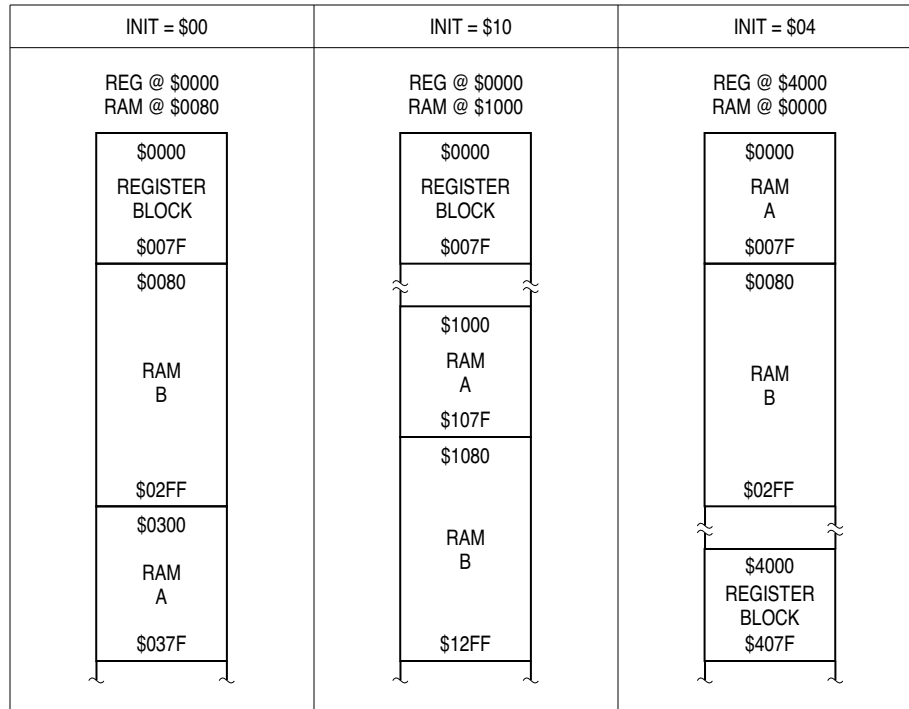 INIT = $00
REG @ $0000
RAM @ $0080
$0000
REGISTER
BLOCK
$007F
$0080
RAM
B
$02FF
$0300
RAM
A
$037F
INIT = $10
REG @ $0000
RAM @ $1000
$0000
REGISTER
BLOCK
$007F
$1000
RAM
A
$107F
$1080
RAM
B
$12FF
INIT = $04
REG @ $4000
RAM @ $0000
$0000
RAM
A
$007F
$0080
RAM
B
$02FF
$4000
REGISTER
BLOCK
$407F